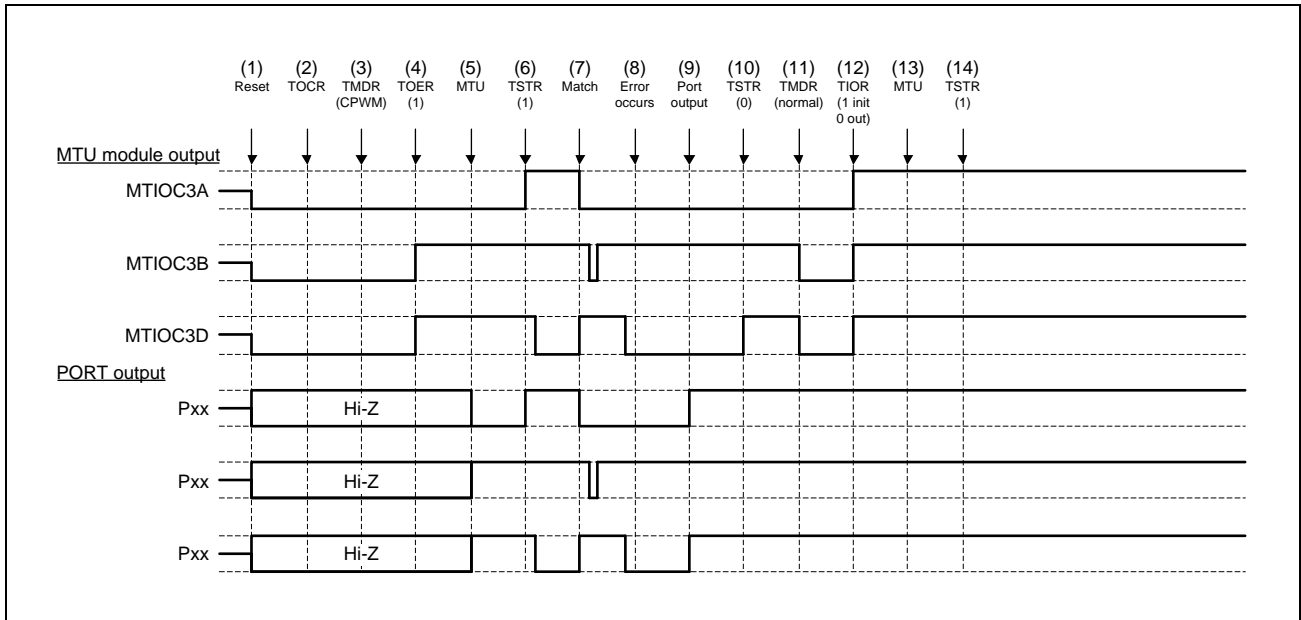 (1) (2) (3) (4) (5) (6) (7) (8) (9) (10) (11) (12) (13) (14)
Reset TOCR TMDR TOER MTU TSTR Match Error Port TSTR TMDR TIOR MTU TSTR
(CPWM) (1) (1) occurs output (0) (normal) (1 init (1)
0 out)
MTU module output
MTIOC3A
MTIOC3B
MTIOC3D
PORT output
Pxx Hi-Z
Pxx Hi-Z
Pxx Hi-Z